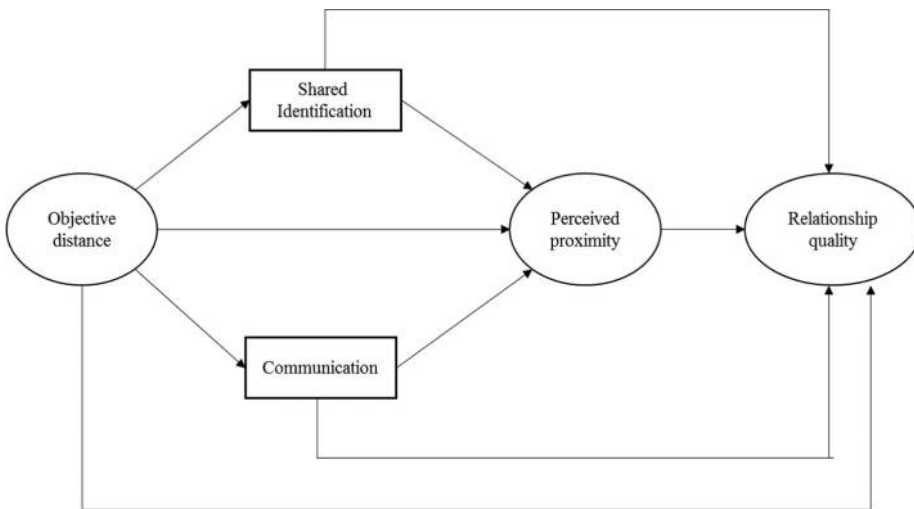 Shared
Identification
Objective
distance
Perceived
proximity
Relationship
quality
Communication